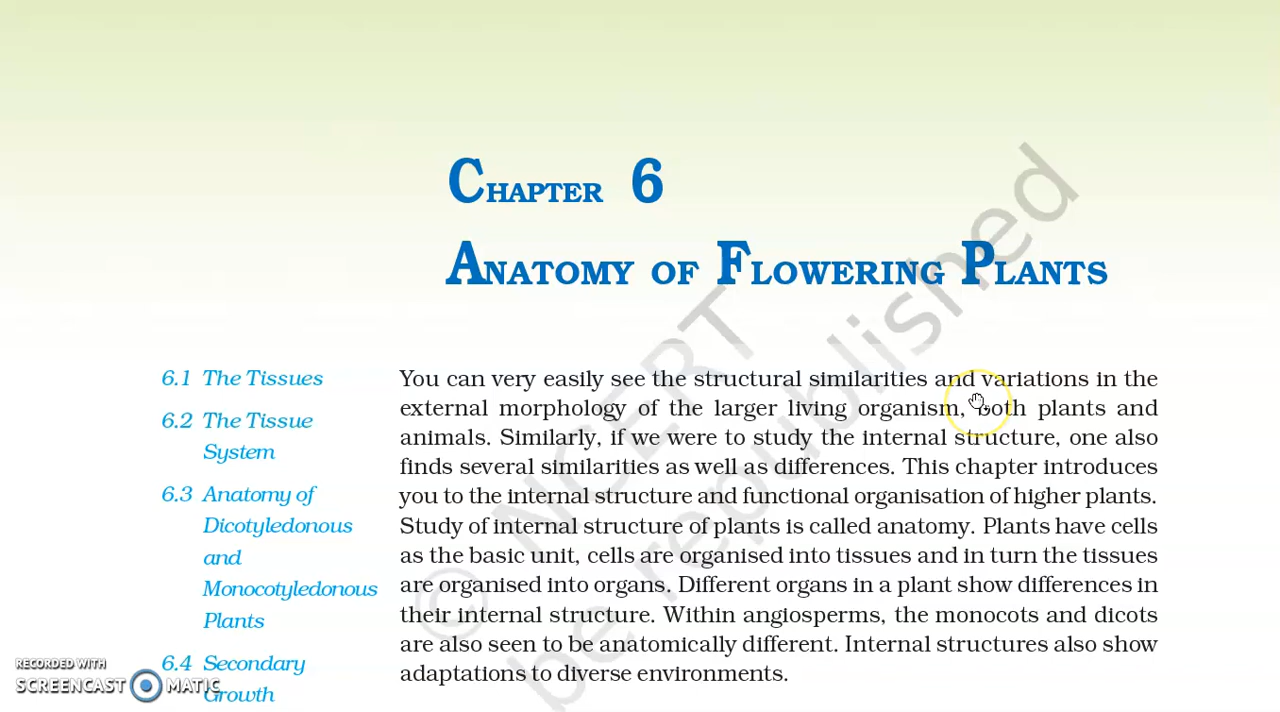 CHAPTER 6
ANATOMY OF FLOWERING PLANTS
6.1 The Tissues
6.2 The Tissue
System
6.3 Anatomy of
Dicotyledonous
and
Monocotyledonous
Plants
6.4 Secondary
Growth
You can very easily see the structural similarities and variations in the
external morphology of the larger living organism, both plants and
animals. Similarly, if we were to study the internal structure, one also
finds several similarities as well as differences. This chapter introduces
you to the internal structure and functional organisation of higher plants.
Study of internal structure of plants is called anatomy. Plants have cells
as the basic unit, cells are organised into tissues and in turn the tissues
are organised into organs. Different organs in a plant show differences in
their internal structure. Within angiosperms, the monocots and dicots
are also seen to be anatomically different. Internal structures also show
adaptations to diverse environments.
© NCERT
be republished
RECORDED WITH
SCREENCAST MATIC